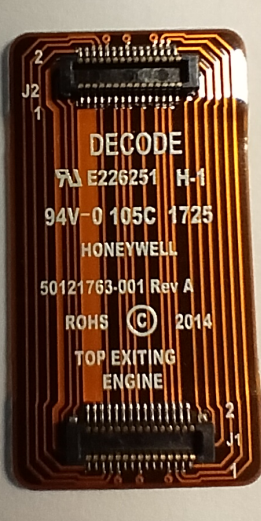 2
J2
1
DECODE
E226251 H-1
94V-0 105C 1725
HONEYWELL
50121763-001 Rev A
ROHS © 2014
TOP EXITING
ENGINE
2
J1
1